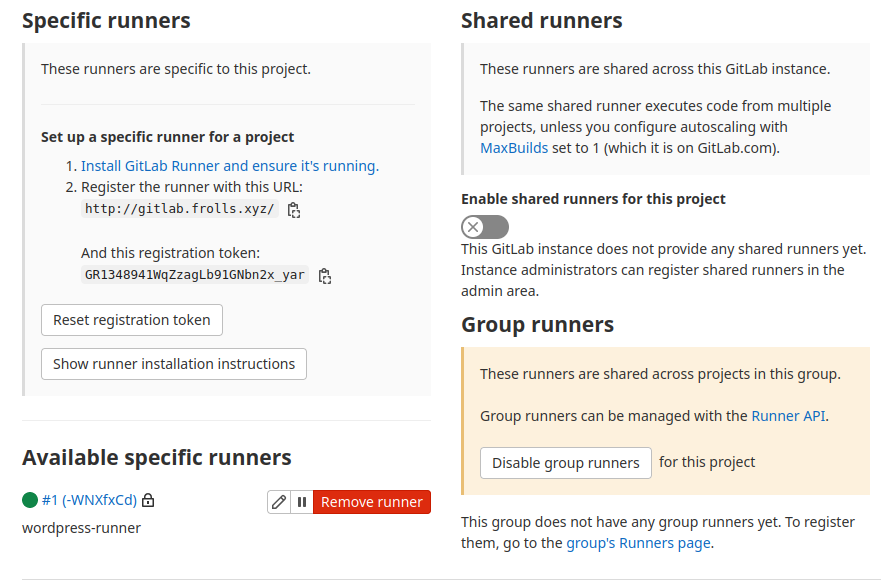 Specific runners
These runners are specific to this project.
Set up a specific runner for a project
1. Install GitLab Runner and ensure it's running.
2. Register the runner with this URL:
http://gitlab.frolls.xyz/
And this registration token:
GR1348941WqZzagLb91GNbn2x_yar
Reset registration token
Show runner installation instructions
Available specific runners
#1 (-WNXfxCd)
Remove runner
wordpress-runner
Shared runners
These runners are shared across this GitLab instance.
The same shared runner executes code from multiple
projects, unless you configure autoscaling with
MaxBuilds set to 1 (which it is on GitLab.com).
Enable shared runners for this project
This GitLab instance does not provide any shared runners yet.
Instance administrators can register shared runners in the
admin area.
Group runners
These runners are shared across projects in this group.
Group runners can be managed with the Runner API.
Disable group runners for this project
This group does not have any group runners yet. To register
them, go to the group's Runners page.